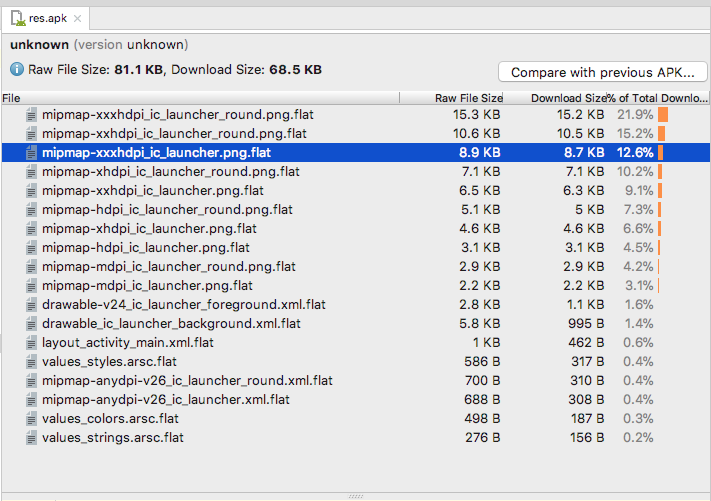 res.apk
unknown (version unknown)
Raw File Size: 81.1 KB, Download Size: 68.5 KB
Compare with previous APK...
File Raw File Size Download Size % of Total Downlo...
mipmap-xxxhdpi_ic_launcher_round.png.flat 15.3 KB 15.2 KB 21.9%
mipmap-xxhdpi_ic_launcher_round.png.flat 10.6 KB 10.5 KB 15.2%
mipmap-xxxhdpi_ic_launcher.png.flat 8.9 KB 8.7 KB 12.6%
mipmap-xhdpi_ic_launcher_round.png.flat 7.1 KB 7.1 KB 10.2%
mipmap-xxhdpi_ic_launcher.png.flat 6.5 KB 6.3 KB 9.1%
mipmap-hdpi_ic_launcher_round.png.flat 5.1 KB 5 KB 7.3%
mipmap-xhdpi_ic_launcher.png.flat 4.6 KB 4.6 KB 6.6%
mipmap-hdpi_ic_launcher.png.flat 3.1 KB 3.1 KB 4.5%
mipmap-mdpi_ic_launcher_round.png.flat 2.9 KB 2.9 KB 4.2%
mipmap-mdpi_ic_launcher.png.flat 2.2 KB 2.2 KB 3.1%
drawable-v24_ic_launcher_foreground.xml.flat 2.8 KB 1.1 KB 1.6%
drawable_ic_launcher_background.xml.flat 5.8 KB 995 B 1.4%
layout_activity_main.xml.flat 1 KB 462 B 0.6%
values_styles.arsc.flat 586 B 317 B 0.4%
mipmap-anydpi-v26_ic_launcher_round.xml.flat 700 B 310 B 0.4%
mipmap-anydpi-v26_ic_launcher.xml.flat 688 B 308 B 0.4%
values_colors.arsc.flat 498 B 187 B 0.3%
values_strings.arsc.flat 276 B 156 B 0.2%